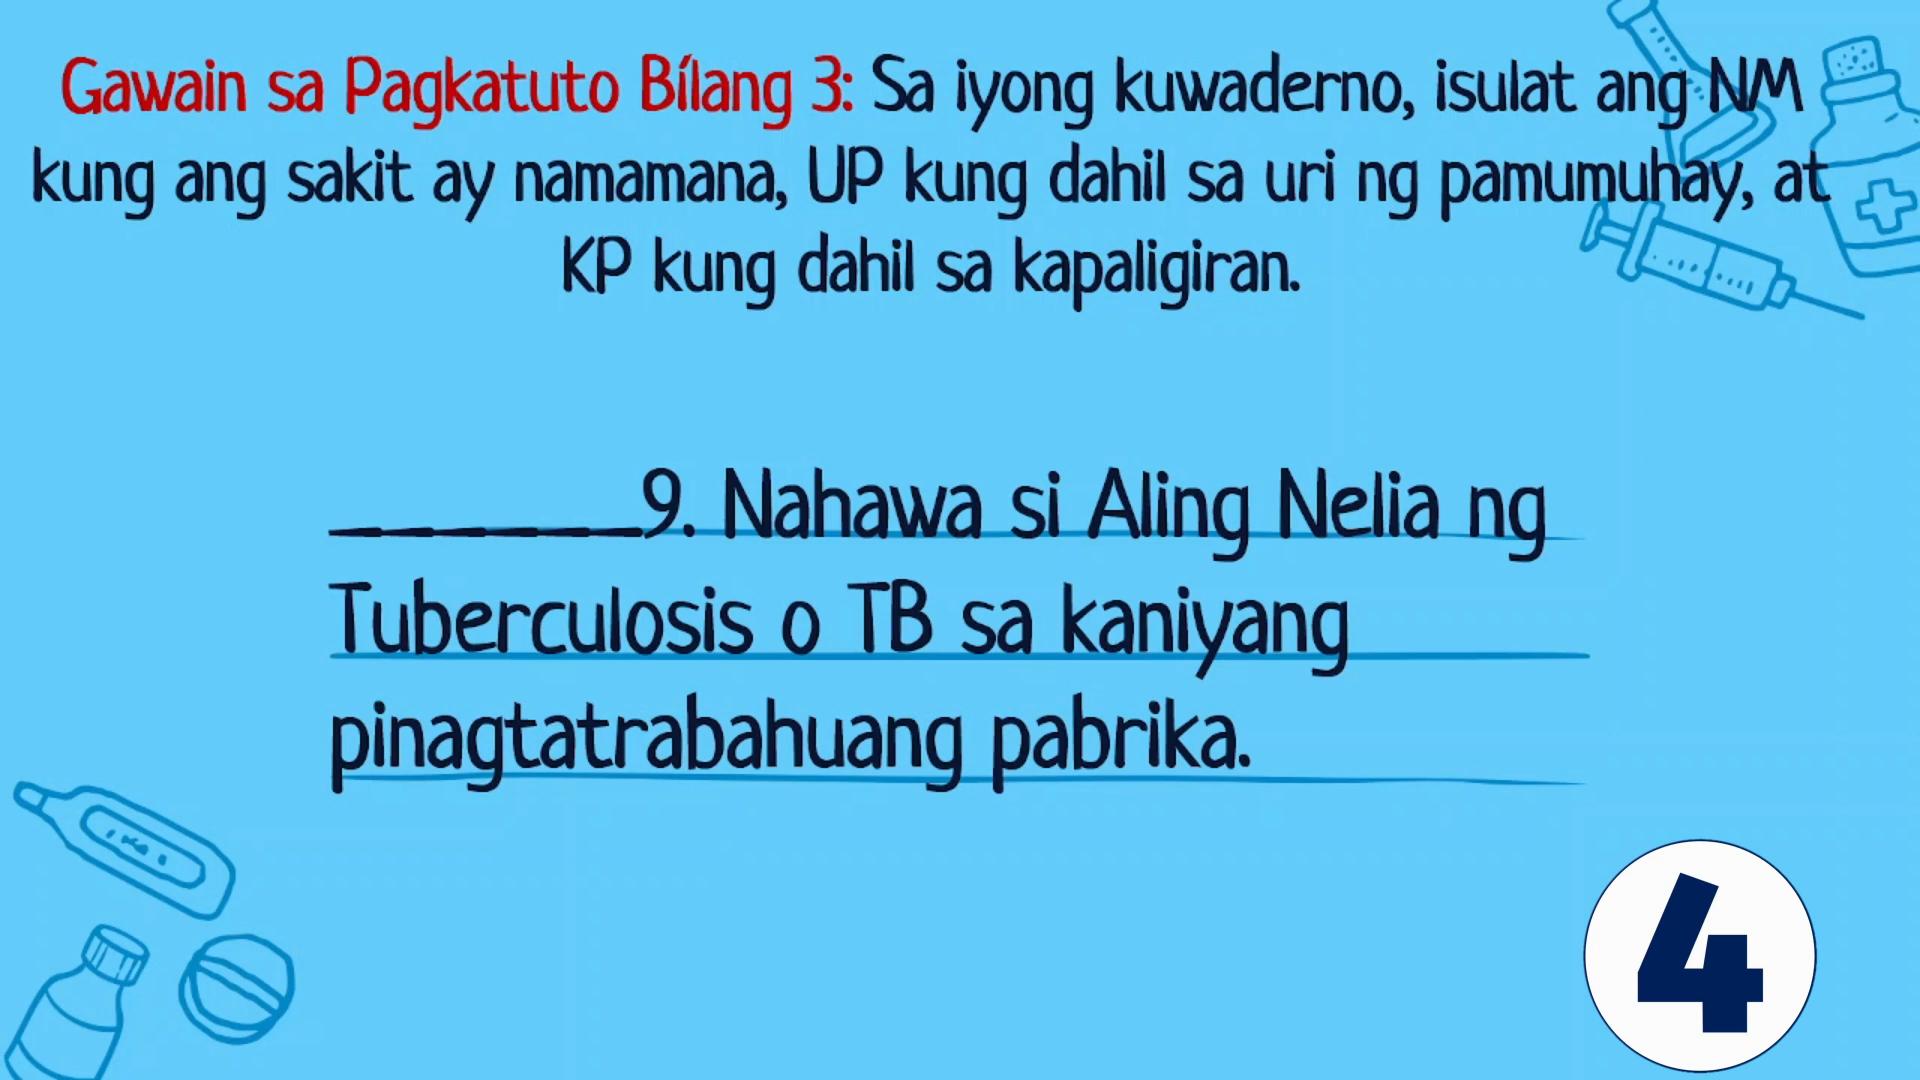 Gawain sa Pagkatuto Bílang 3: Sa iyong kuwaderno, isulat ang NM
kung ang sakit ay namamana, UP kung dahil sa uri ng pamumuhay, at
KP kung dahil sa kapaligiran.
_______9. Nahawa si Aling Nelia ng
Tuberculosis o TB sa kaniyang
pinagtatrabahuang pabrika.
4